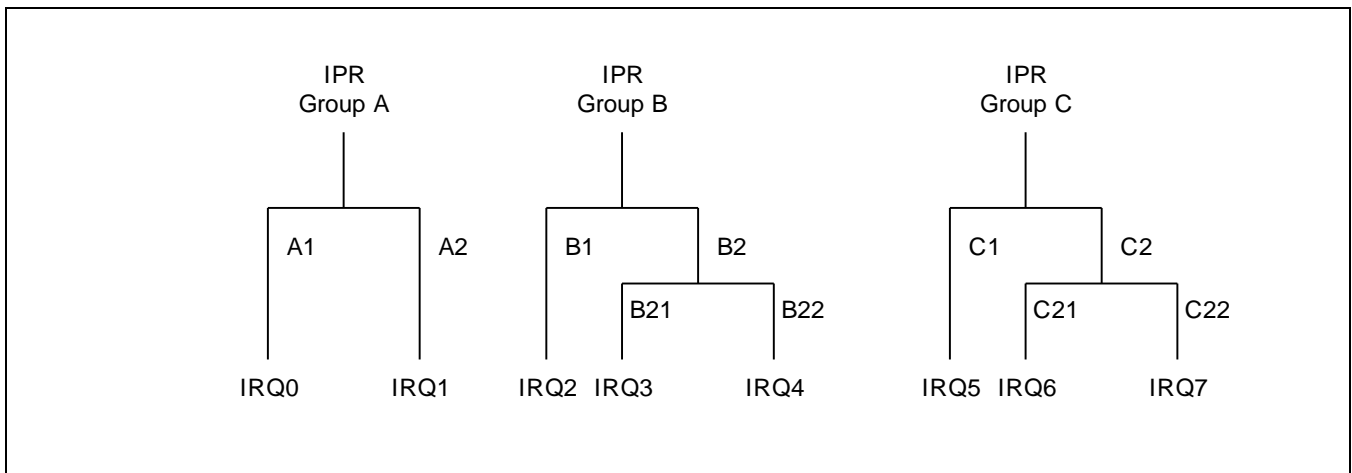 IPR
Group A
IPR
Group B
IPR
Group C
A1
A2
B1
B2
C1
C2
B21
B22
C21
C22
IRQ0
IRQ1
IRQ2
IRQ3
IRQ4
IRQ5
IRQ6
IRQ7